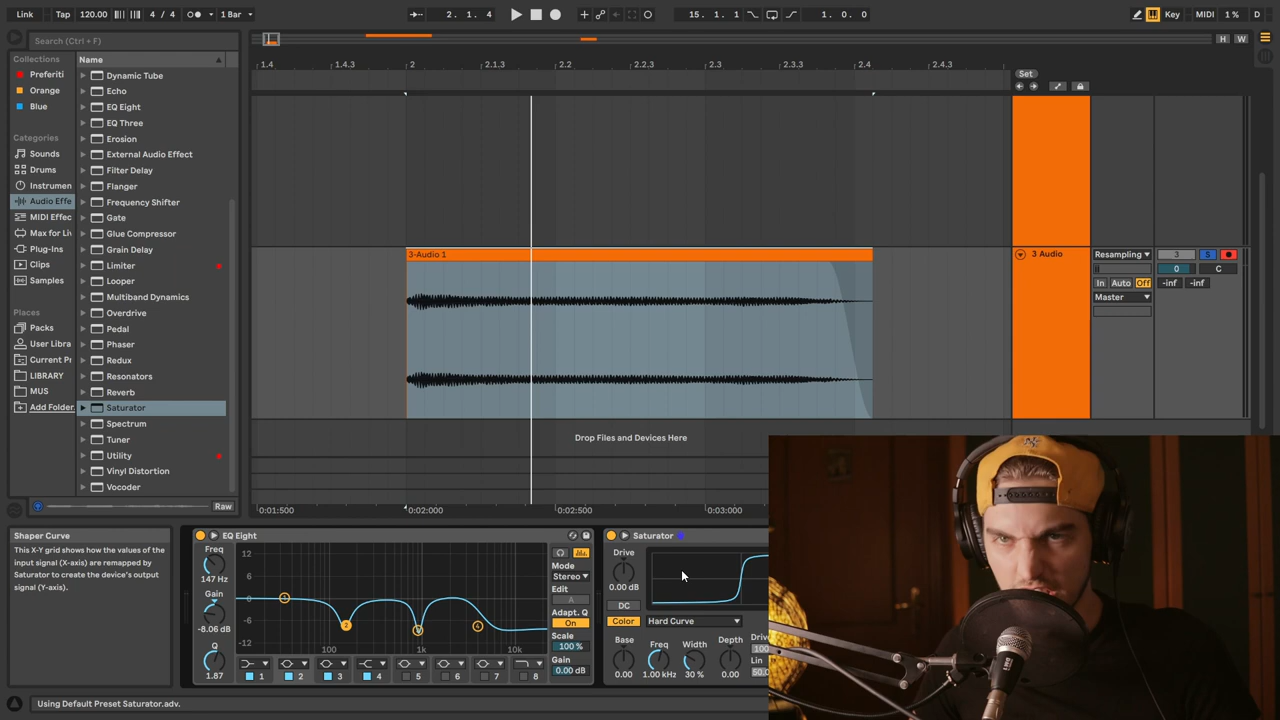 Link Tap 120.00 4 / 4 1 Bar 2. 1. 4 15. 1. 1 1. 0. 0 Key MIDI 1 % D
Search (Ctrl + F)
H W
Collections
Preferiti
Orange
Blue
Categories
Sounds
Drums
Instrumen
Audio Effe
MIDI Effec
Max for Liv
Plug-Ins
Clips
Samples
Places
Packs
User Libra
Current Pr
LIBRARY
MUS
Add Folder
Name
Dynamic Tube
Echo
EQ Eight
EQ Three
Erosion
External Audio Effect
Filter Delay
Flanger
Frequency Shifter
Gate
Glue Compressor
Grain Delay
Limiter
Looper
Multiband Dynamics
Overdrive
Pedal
Phaser
Redux
Resonators
Reverb
Saturator
Spectrum
Tuner
Utility
Vinyl Distortion
Vocoder
Raw
1.4 1.4.3 2 2.1.3 2.2 2.2.3 2.3 2.3.3 2.4 2.4.3
Set
3-Audio 1
3 Audio
Resampling
In Auto Off
Master
3 S
0 C
-inf -inf
Drop Files and Devices Here
0:01:500 0:02:000 0:02:500 0:03:000
Shaper Curve
This X-Y grid shows how the values of the
input signal (X-axis) are remapped by
Saturator to create the device's output
signal (Y-axis).
EQ Eight
Freq
147 Hz
Gain
-8.06 dB
Q
1.87
12
6
0
-6
-12
100 1k 10k
1 2 3 4
1 2 3 4 5 6 7 8
Mode
Stereo
Edit
A
Adapt. Q
On
Scale
100 %
Gain
0.00 dB
Saturator
Drive
0.00 dB
DC
Color Hard Curve
Base Freq Width Depth
0.00 1.00 kHz 30 % 0.00
Lin
Using Default Preset Saturator.adv.